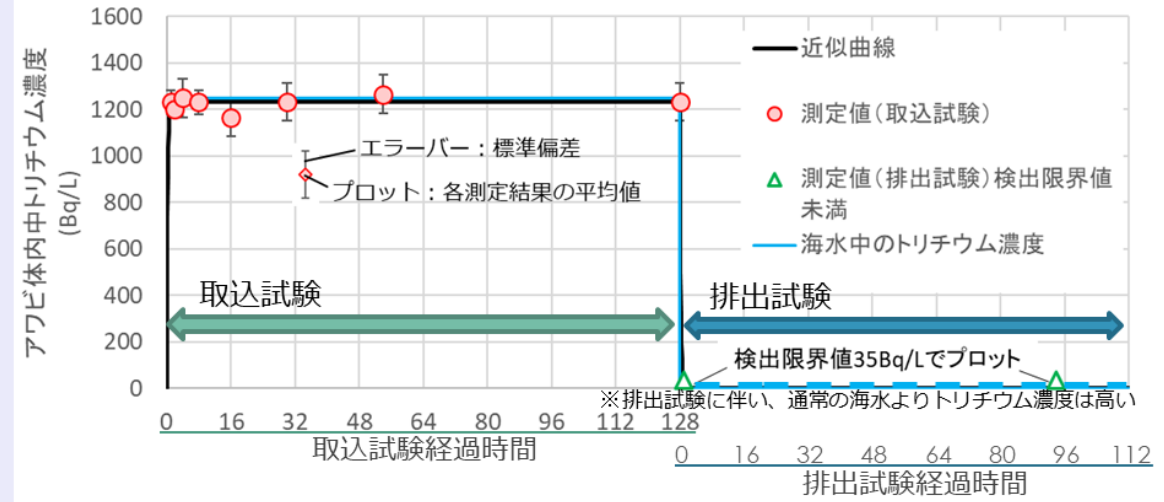 アワビ体内中トリチウム濃度
(Bq/L)
1600
1400
1200
1000
800
600
400
200
0
近似曲線
測定値(取込試験)
測定値(排出試験)検出限界値
未満
海水中のトリチウム濃度
エラーバー:標準偏差
プロット:各測定結果の平均値
取込試験
排出試験
検出限界値35Bq/Lでプロット
※排出試験に伴い、通常の海水よりトリチウム濃度は高い
0 16 32 48 64 80 96 112 128
取込試験経過時間
0 16 32 48 64 80 96 112
排出試験経過時間